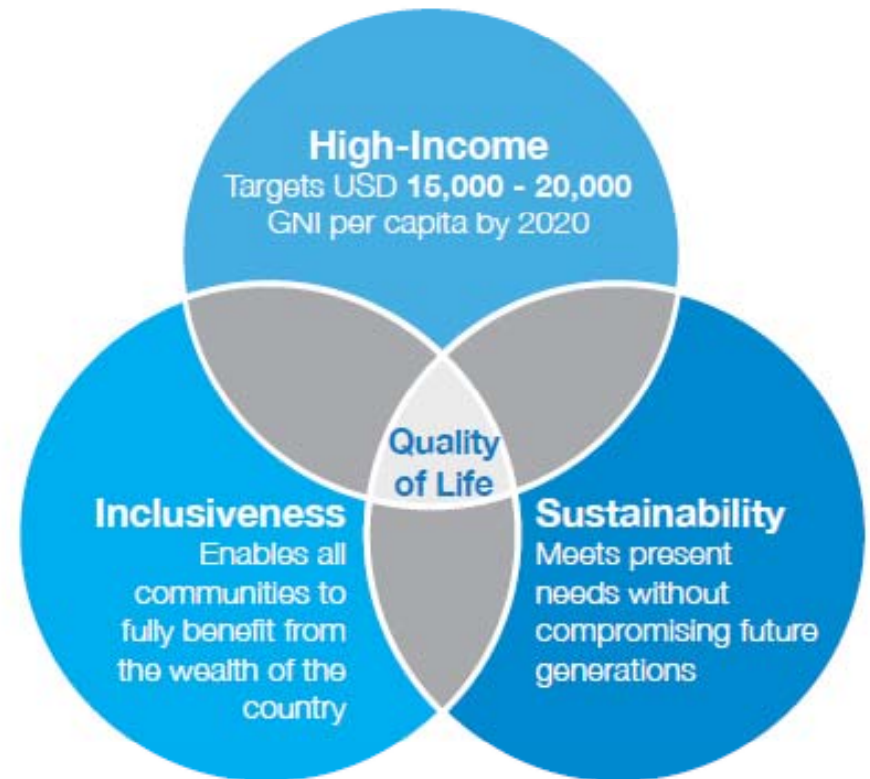 High-Income
Targets USD 15,000 - 20,000
GNI per capita by 2020
Quality
of Life
Inclusiveness
Enables all
communities to
fully benefit from
the wealth of the
country
Sustainability
Meets present
needs without
compromising future
generations